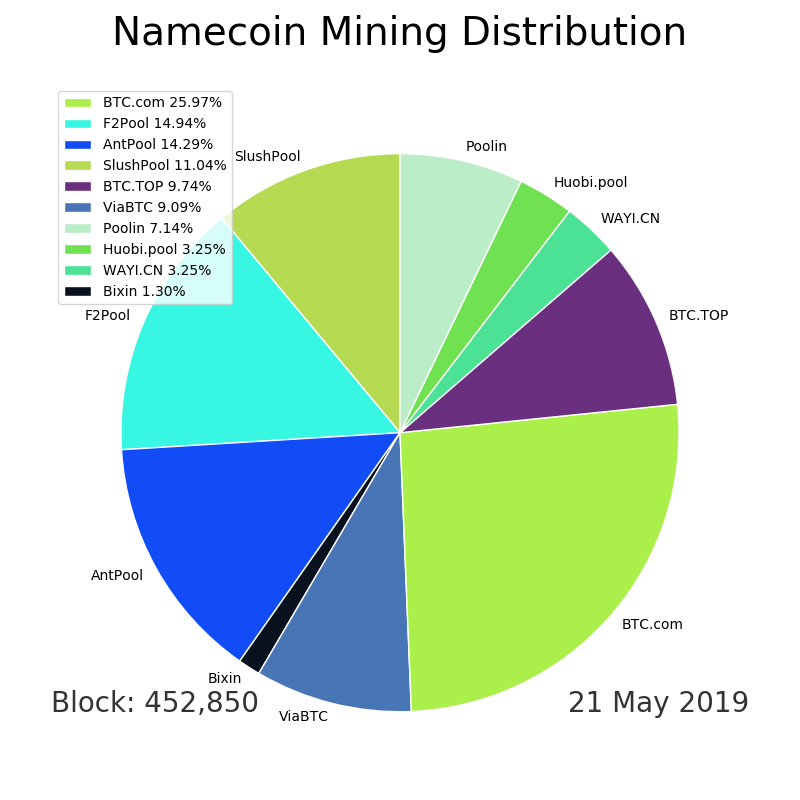 Namecoin Mining Distribution
BTC.com 25.97%
F2Pool 14.94%
AntPool 14.29%
SlushPool 11.04%
BTC.TOP 9.74%
ViaBTC 9.09%
Poolin 7.14%
Huobi.pool 3.25%
WAYI.CN 3.25%
Bixin 1.30%
SlushPool
Poolin
Huobi.pool
WAYI.CN
BTC.TOP
F2Pool
AntPool
BTC.com
Bixin
ViaBTC
Block: 452,850
21 May 2019